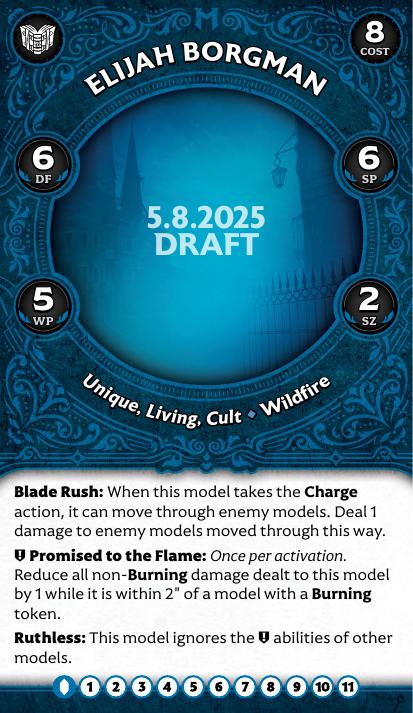 8
COST
ELIJAH BORGMAN
6
DF
6
SP
5.8.2025
DRAFT
5
WP
2
SZ
Unique, Living, Cult ⬥ Wildfire
Blade Rush: When this model takes the Charge
action, it can move through enemy models. Deal 1
damage to enemy models moved through this way.
Promised to the Flame: Once per activation.
Reduce all non-Burning damage dealt to this model
by 1 while it is within 2" of a model with a Burning
token.
Ruthless: This model ignores the abilities of other
models.
1 2 3 4 5 6 7 8 9 10 11